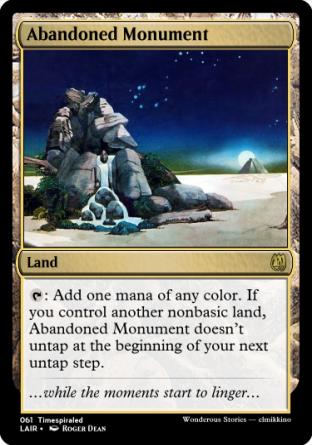 Abandoned Monument
Land
: Add one mana of any color. If
you control another nonbasic land,
Abandoned Monument doesn't
untap at the beginning of your next
untap step.
…while the moments start to linger…
061 Timespiraled
LAIR • Roger Dean
Wonderous Stories — elmikkino